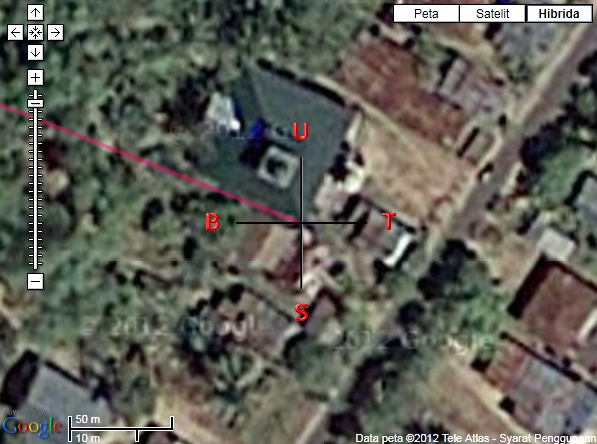 Peta
Satelit
Hibrida
U
B
T
S
© 2012 Google
2012 Google
50 m
10 m
Google
Data peta ©2012 Tele Atlas - Syarat Penggunaan